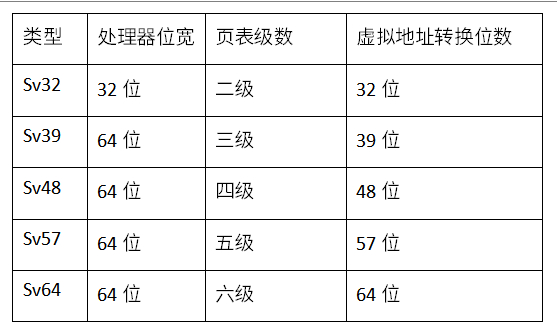 类型 处理器位宽 页表级数 虚拟地址转换位数
Sv32 32 位 二级 32 位
Sv39 64 位 三级 39 位
Sv48 64 位 四级 48 位
Sv57 64 位 五级 57 位
Sv64 64 位 六级 64 位